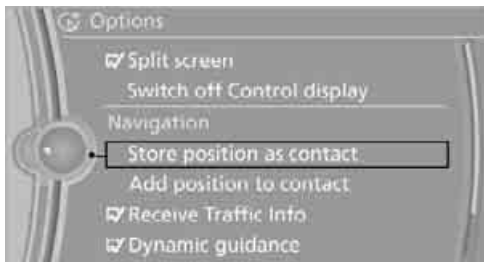 Options
Split screen
Switch off Control display
Navigation
Store position as contact
Add position to contact
Receive Traffic Info
Dynamic guidance